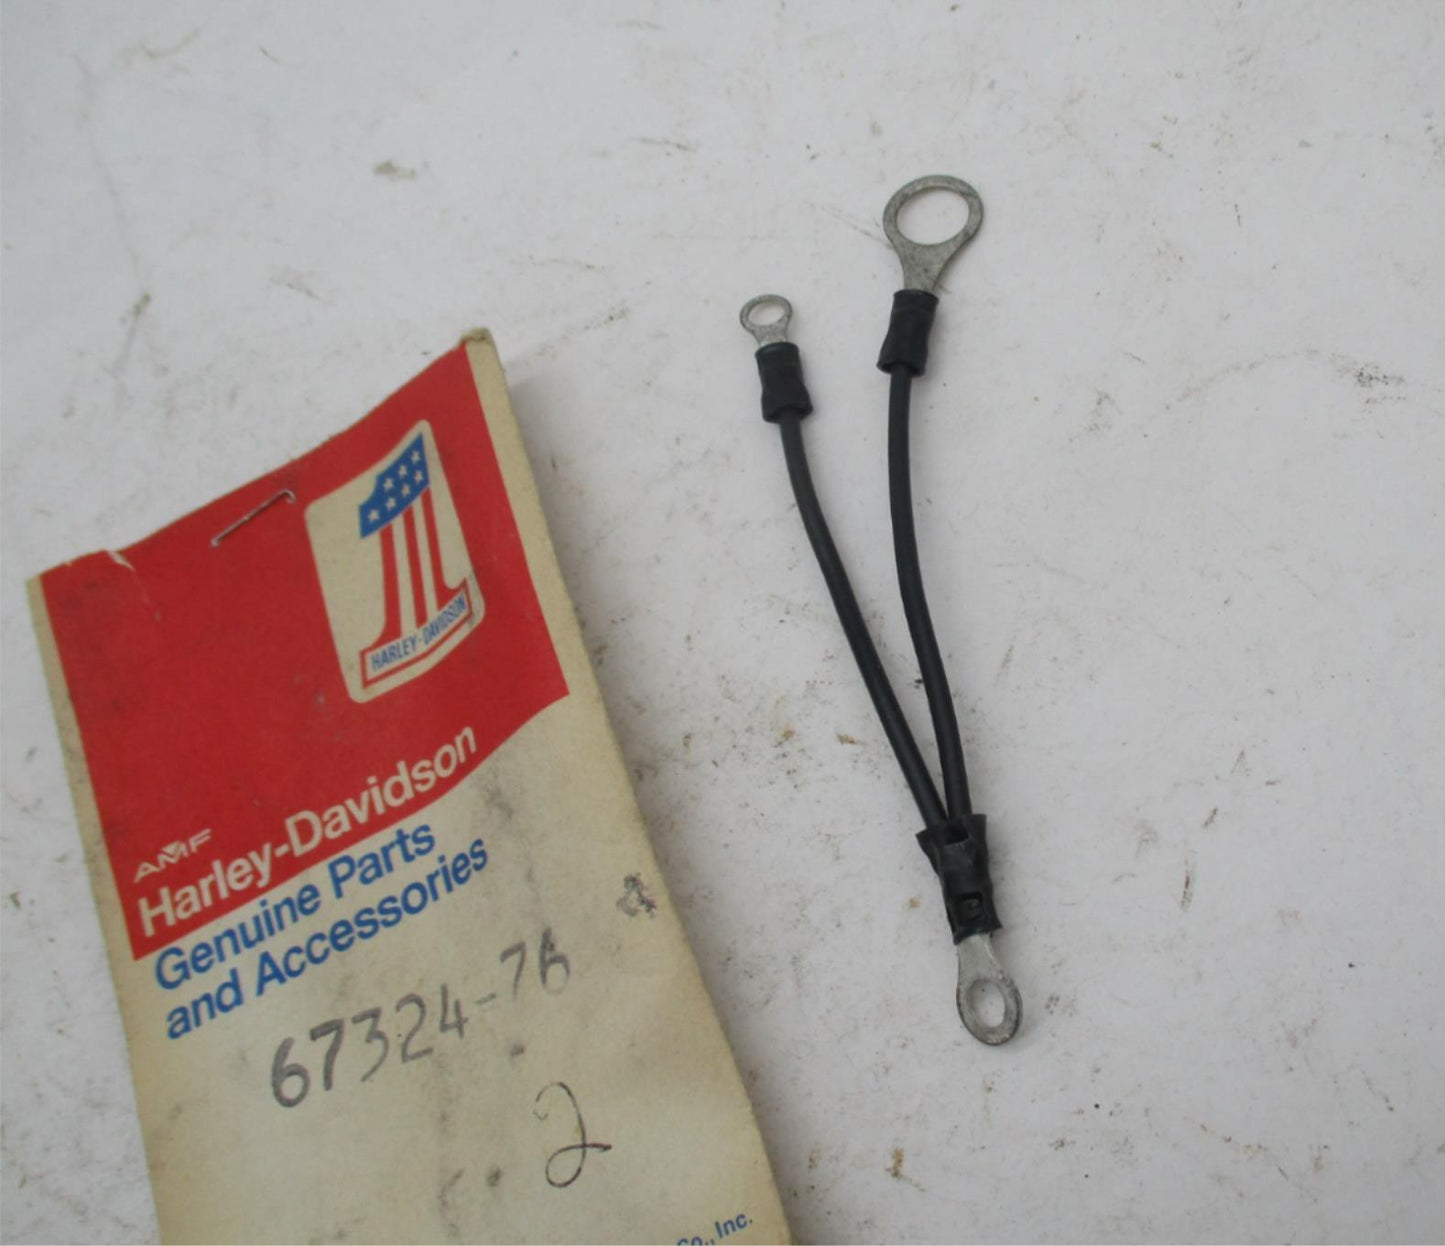 HARLEY-DAVIDSON
AMF
Harley-Davidson
Genuine Parts
and Accessories
67324-76
2
Co., Inc.